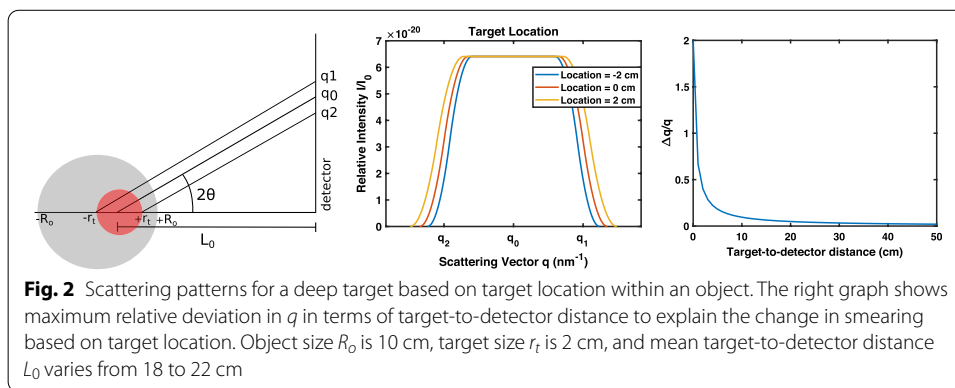 q1
q0
q2
detector
2θ
-Ro
-rt
+rt
+Ro
L0
Target Location
×10-20
7
6
5
4
3
2
1
0
Relative Intensity I/I0
Location = -2 cm
Location = 0 cm
Location = 2 cm
q2
q0
q1
Scattering Vector q (nm-1)
2
1.5
1
0.5
0
Δq/q
0
10
20
30
40
50
Target-to-detector distance (cm)
Fig. 2 Scattering patterns for a deep target based on target location within an object. The right graph shows
maximum relative deviation in q in terms of target-to-detector distance to explain the change in smearing
based on target location. Object size Ro is 10 cm, target size rt is 2 cm, and mean target-to-detector distance
L0 varies from 18 to 22 cm